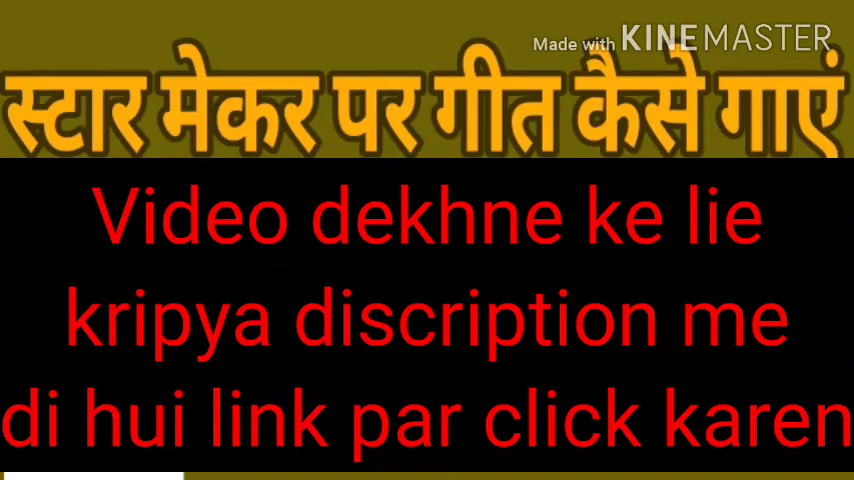 Made with KINEMASTER
स्टार मेकर पर गीत कैसे गाएं
Video dekhne ke lie
kripya discription me
di hui link par click karen